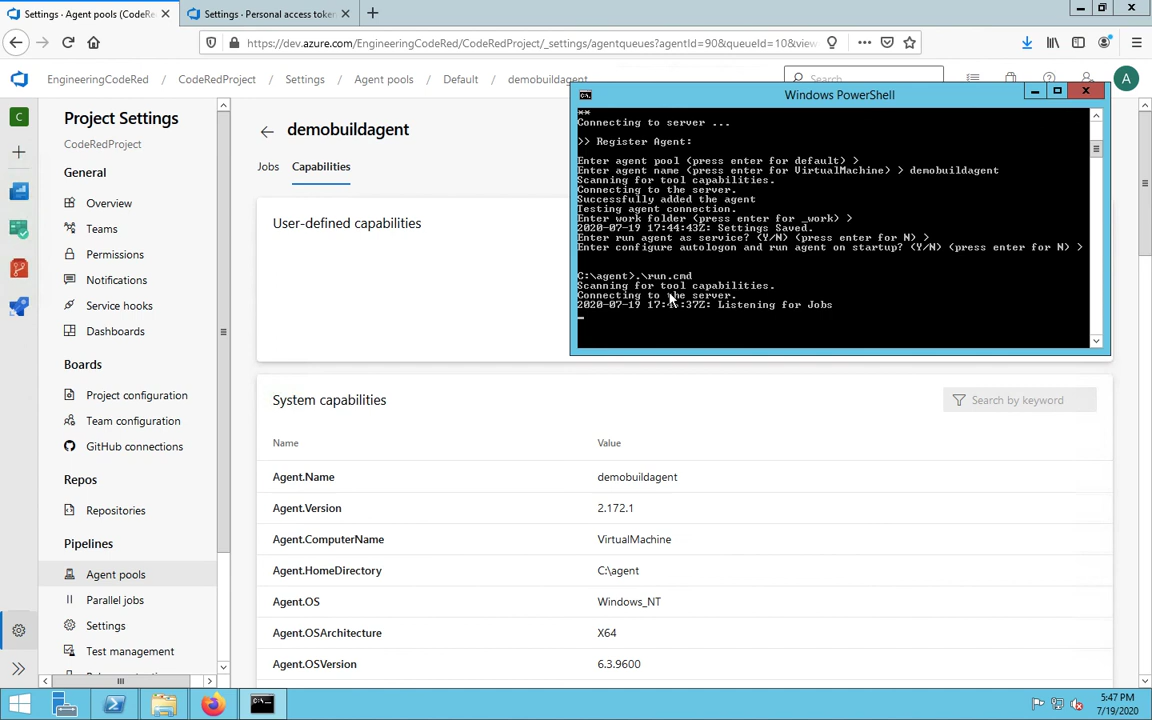 Settings - Agent pools (CodeRe
Settings · Personal access token
https://dev.azure.com/EngineeringCodeRed/CodeRedProject/_settings/agentqueues?agentId=90&queueId=10&view
EngineeringCodeRed / CodeRedProject / Settings / Agent pools / Default / demobuildagent
Search
A
C
Project Settings
CodeRedProject
General
Overview
Teams
Permissions
Notifications
Service hooks
Dashboards
Boards
Project configuration
Team configuration
GitHub connections
Repos
Repositories
Pipelines
Agent pools
Parallel jobs
Settings
Test management
demobuildagent
Jobs
Capabilities
User-defined capabilities
Windows PowerShell
**
Connecting to server ...
>> Register Agent:
Enter agent pool (press enter for default) >
Enter agent name (press enter for VirtualMachine) > demobuildagent
Scanning for tool capabilities.
Connecting to the server.
Successfully added the agent
Testing agent connection.
Enter work folder (press enter for _work) >
2020-07-19 17:44:43Z: Settings Saved.
Enter run agent as service? (Y/N) (press enter for N) >
Enter configure autologon and run agent on startup? (Y/N) (press enter for N) >
C:\agent>.\run.cmd
Scanning for tool capabilities.
Connecting to the server.
2020-07-19 Listening for Jobs
System capabilities
Search by keyword
Name Value
Agent.Name demobuildagent
Agent.Version 2.172.1
Agent.ComputerName VirtualMachine
Agent.HomeDirectory C:\agent
Agent.OS Windows_NT
Agent.OSArchitecture X64
Agent.OSVersion 6.3.9600
5:47 PM
7/19/2020